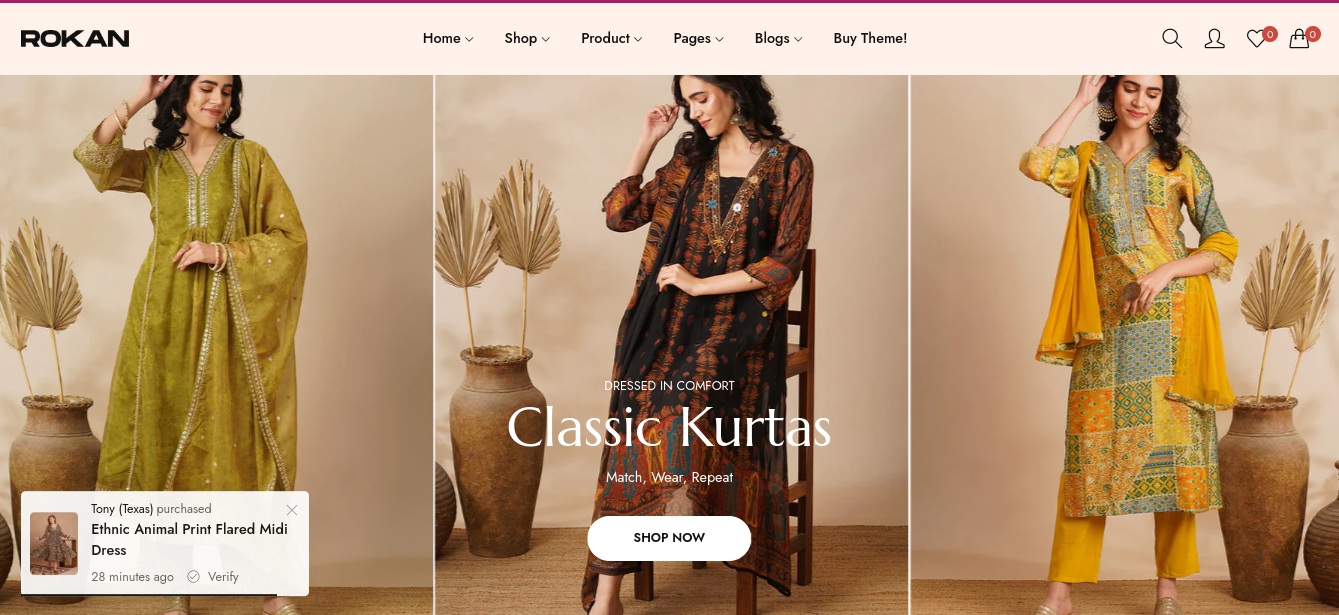 ROKAN
Home
Shop
Product
Pages
Blogs
Buy Theme!
0
0
DRESSED IN COMFORT
Classic Kurtas
Match, Wear, Repeat
SHOP NOW
Tony (Texas) purchased
Ethnic Animal Print Flared Midi
Dress
28 minutes ago
Verify